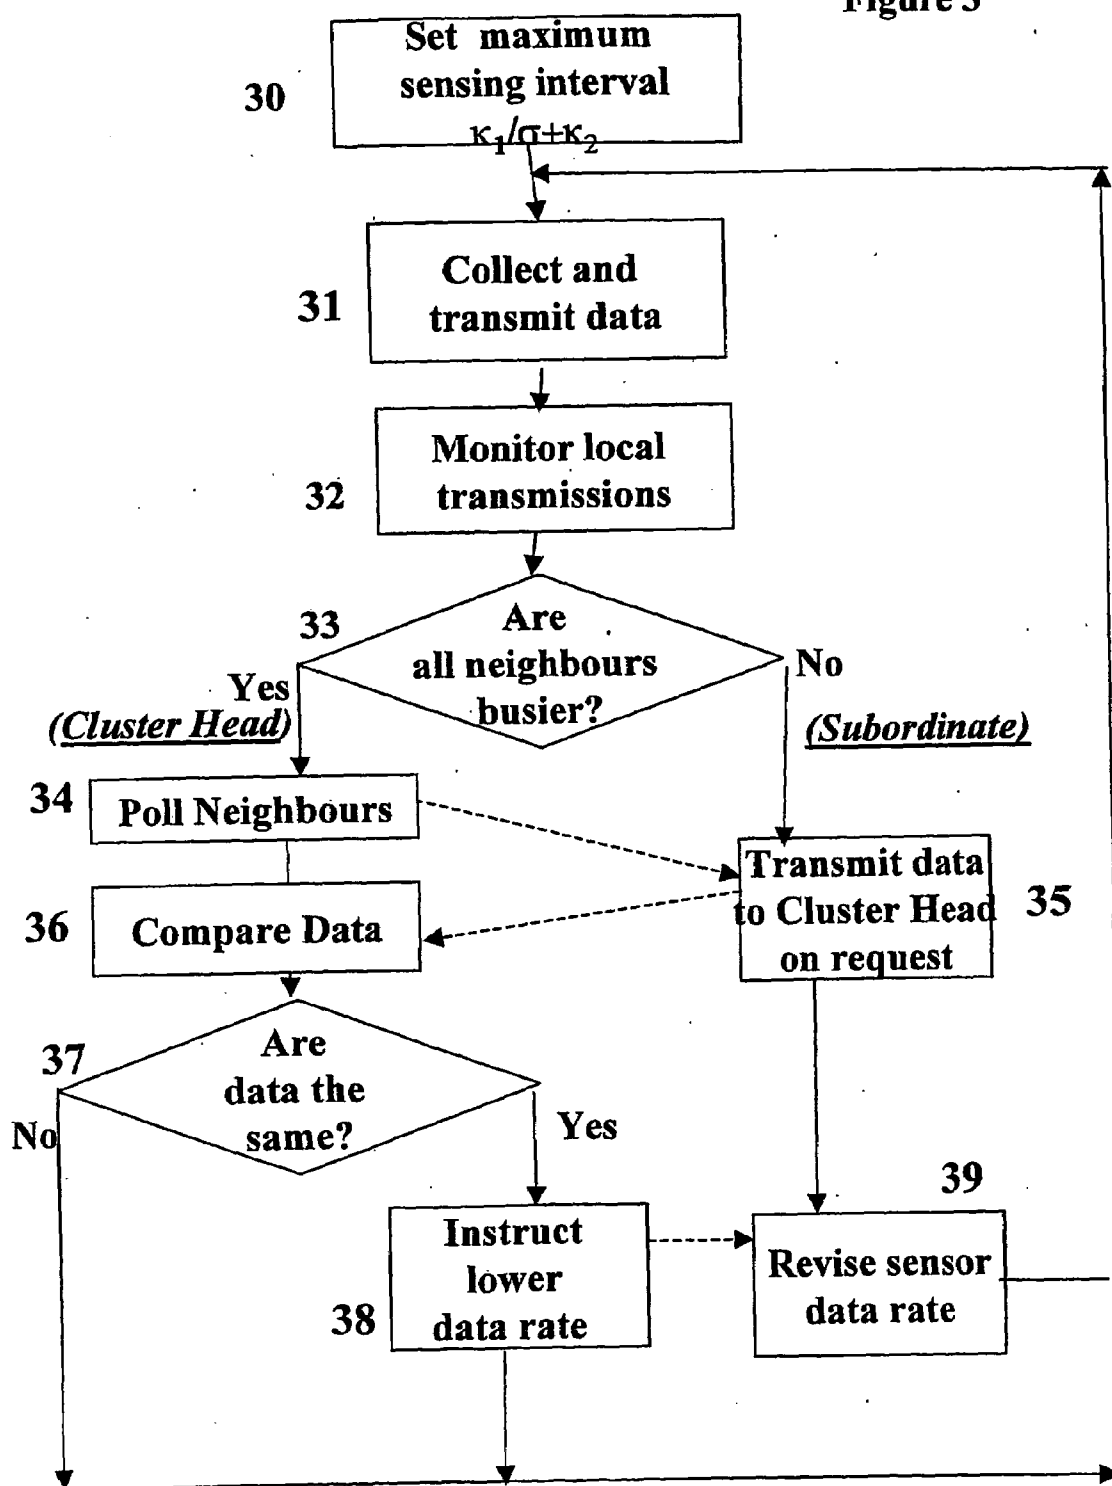 Figure 3
Set maximum
sensing interval
κ₁/σ+κ₂
30
Collect and
transmit data
31
Monitor local
transmissions
32
33
Are
all neighbours
busier?
Yes
(Cluster Head)
No
(Subordinate)
34
Poll Neighbours
Transmit data
to Cluster Head
on request
35
36
Compare Data
37
Are
data the
same?
No
Yes
39
Instruct
lower
data rate
38
Revise sensor
data rate